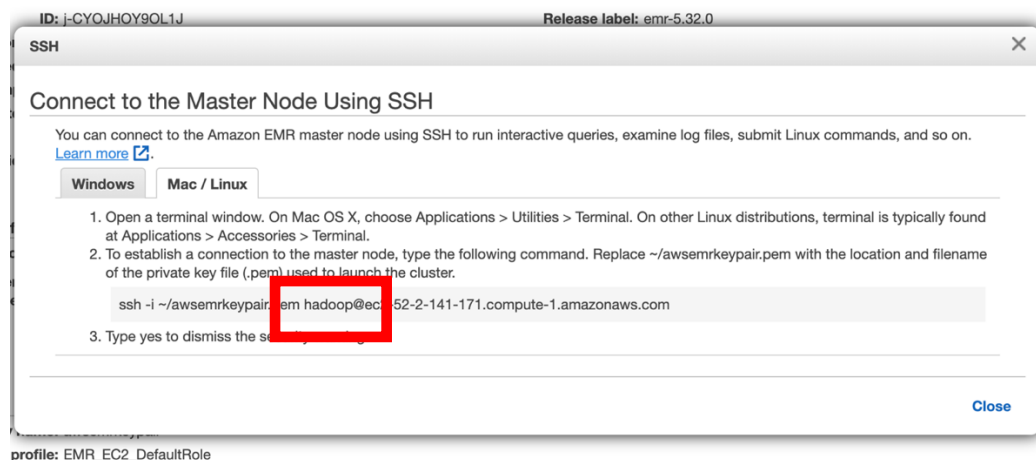 ID: j-CYOJHOY9OL1J Release label: emr-5.32.0
SSH
Connect to the Master Node Using SSH
You can connect to the Amazon EMR master node using SSH to run interactive queries, examine log files, submit Linux commands, and so on.
Learn more.
Windows Mac / Linux
1. Open a terminal window. On Mac OS X, choose Applications > Utilities > Terminal. On other Linux distributions, terminal is typically found
at Applications > Accessories > Terminal.
2. To establish a connection to the master node, type the following command. Replace ~/awsemrkeypair.pem with the location and filename
of the private key file (.pem) used to launch the cluster.
ssh -i ~/awsemrkeypair.pem hadoop@ec2-52-2-141-171.compute-1.amazonaws.com
3. Type yes to dismiss the
Close
profile: EMR_EC2_DefaultRole